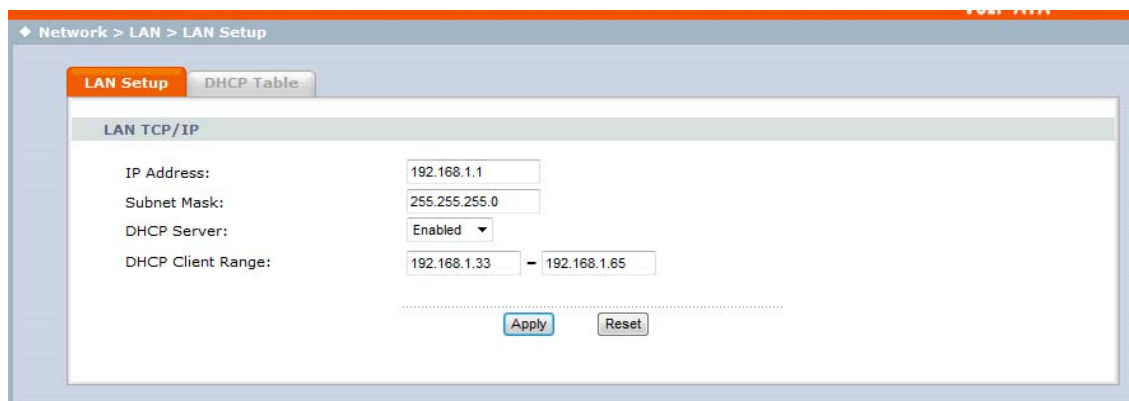 Network > LAN > LAN Setup
LAN Setup DHCP Table
LAN TCP/IP
IP Address: 192.168.1.1
Subnet Mask: 255.255.255.0
DHCP Server: Enabled
DHCP Client Range: 192.168.1.33 – 192.168.1.65
Apply Reset